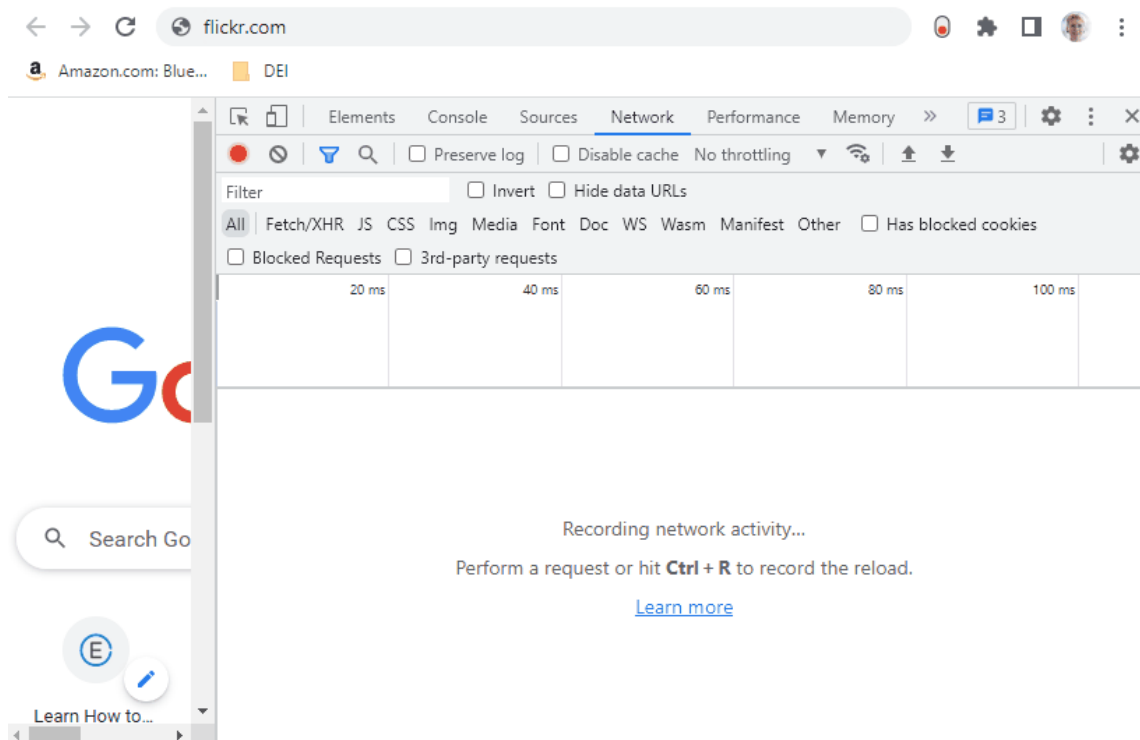 flickr.com
Amazon.com: Blue... DEI
Elements Console Sources Network Performance Memory 3
Preserve log Disable cache No throttling
Filter Invert Hide data URLs
All Fetch/XHR JS CSS Img Media Font Doc WS Wasm Manifest Other Has blocked cookies
Blocked Requests 3rd-party requests
20 ms 40 ms 60 ms 80 ms 100 ms
Go
Recording network activity...
Search Go
Perform a request or hit Ctrl + R to record the reload.
Learn more
E
Learn How to...